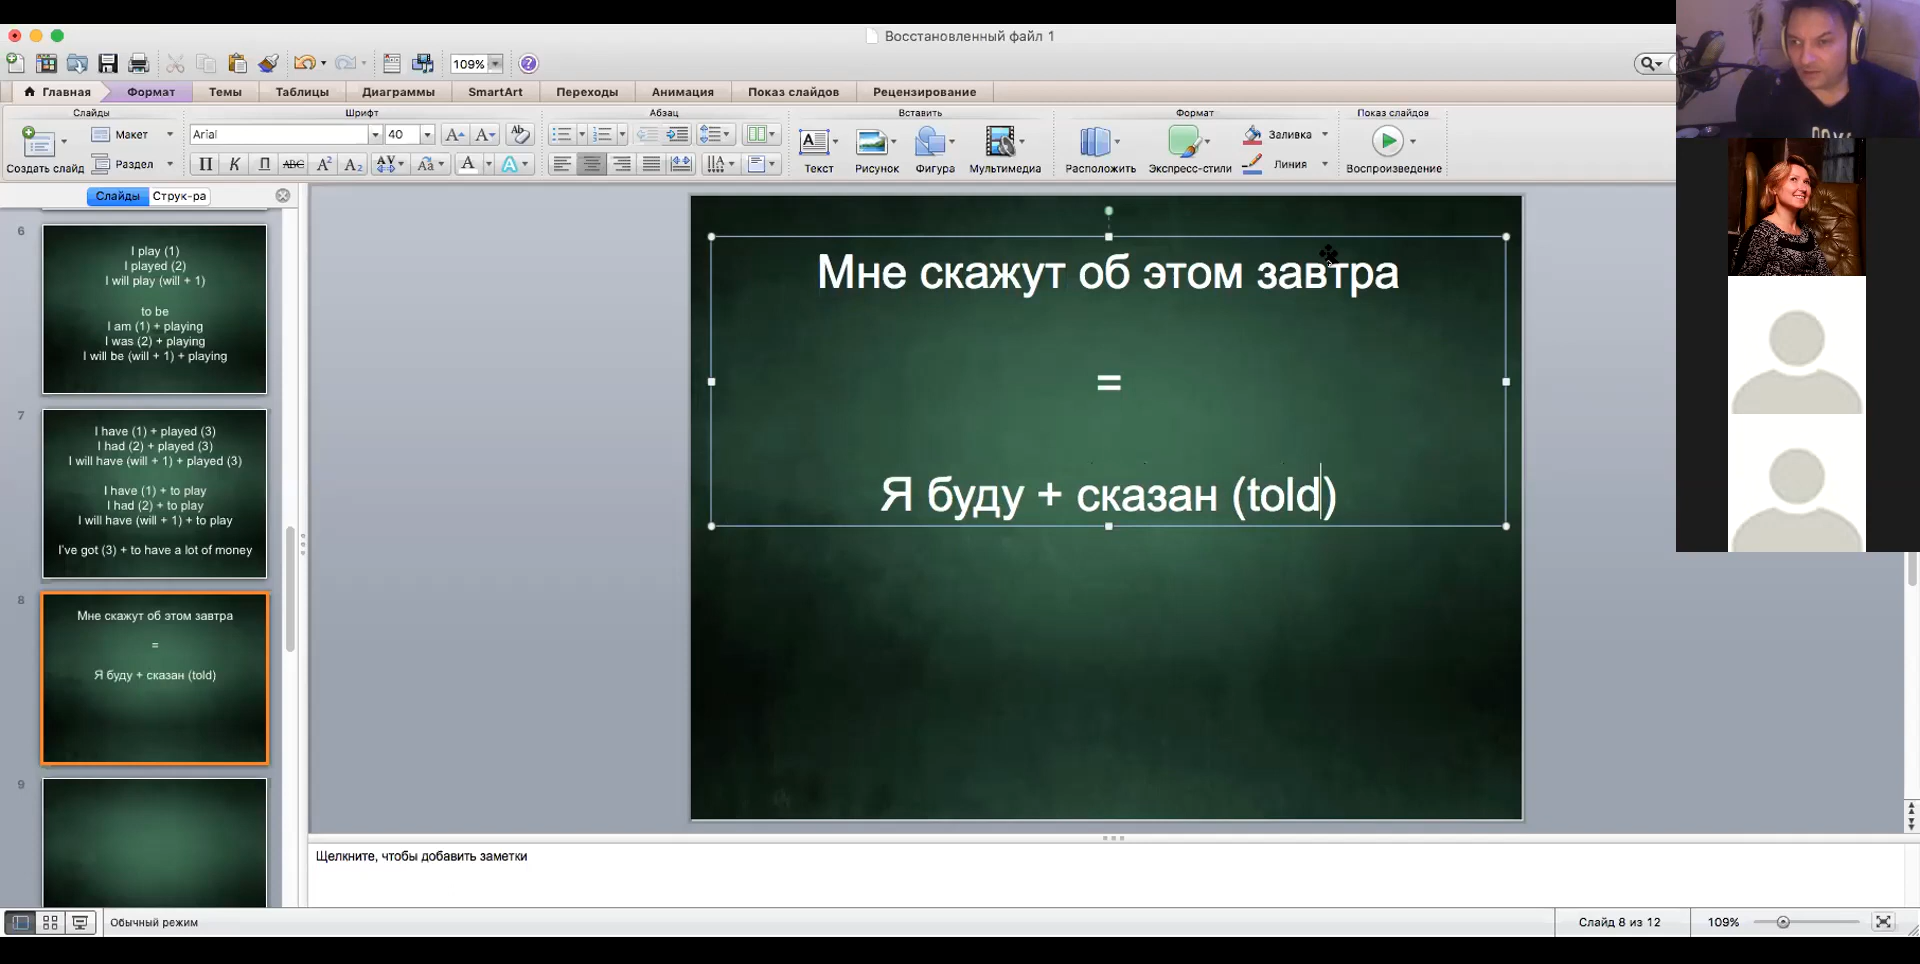 Восстановленный файл 1
109%
Главная
Формат
Темы
Таблицы
Диаграммы
SmartArt
Переходы
Анимация
Показ слайдов
Рецензирование
Слайды
Шрифт
Абзац
Вставить
Формат
Показ слайдов
Создать слайд
Макет
Раздел
Arial
40
Текст
Рисунок
Фигура
Мультимедиа
Расположить
Экспресс-стили
Заливка
Линия
Воспроизведение
Слайды
Струк-ра
6
I play (1)
I played (2)
I will play (will + 1)
to be
I am (1) + playing
I was (2) + playing
I will be (will + 1) + playing
7
I have (1) + played (3)
I had (2) + played (3)
I will have (will + 1) + played (3)
I have (1) + to play
I had (2) + to play
I will have (will + 1) + to play
I've got (3) + to have a lot of money
8
Мне скажут об этом завтра
=
Я буду + сказан (told)
9
Мне скажут об этом завтра
=
Я буду + сказан (told)
Щелкните, чтобы добавить заметки
Обычный режим
Слайд 8 из 12
109%